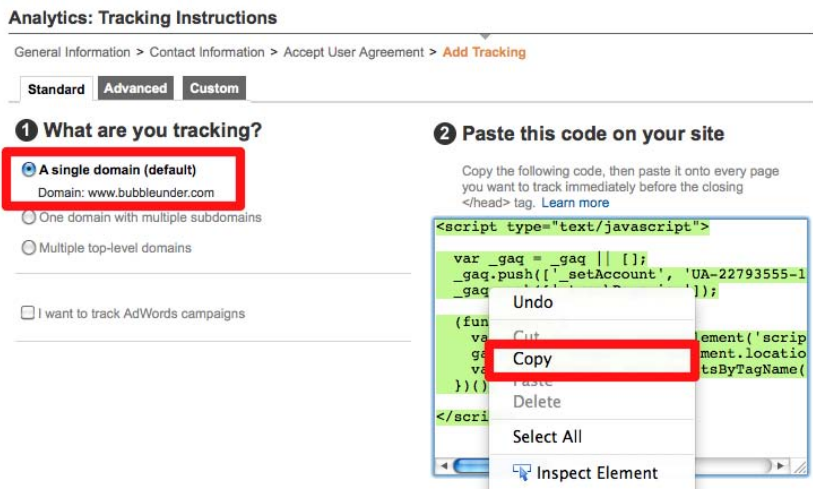 Analytics: Tracking Instructions
General Information > Contact Information > Accept User Agreement > Add Tracking
Standard Advanced Custom
1 What are you tracking?
A single domain (default)
Domain: www.bubbleunder.com
One domain with multiple subdomains
Multiple top-level domains
I want to track AdWords campaigns
2 Paste this code on your site
Copy the following code, then paste it onto every page
you want to track immediately before the closing
</head> tag. Learn more
<script type="text/javascript">
var _gaq = _gaq || [];
_gaq.push(['_setAccount', 'UA-22793555-1
_gaq ']);
(fun
va lement('scrip
ga ment.locatio
va tsByTagName(
})()
</scri
Undo
Cut
Copy
Paste
Delete
Select All
Inspect Element